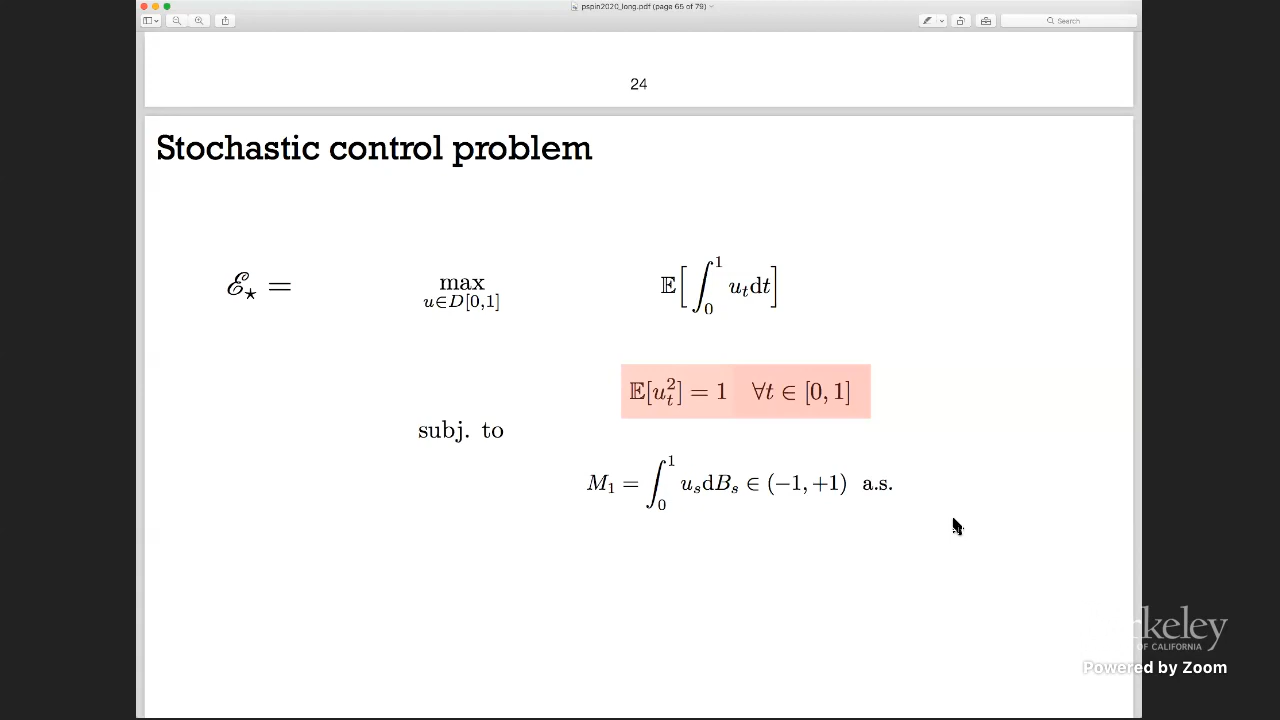 pspin2020_long.pdf (page 65 of 79)
Search
24
Stochastic control problem
ℰ⋆ = max u∈D[0,1] 𝔼[∫₀¹ uₜdt]
𝔼[uₜ²] = 1 ∀t ∈ [0, 1]
subj. to
M₁ = ∫₀¹ uₛdBₛ ∈ (−1, +1) a.s.
rkeley
OF CALIFORNIA
Powered by Zoom